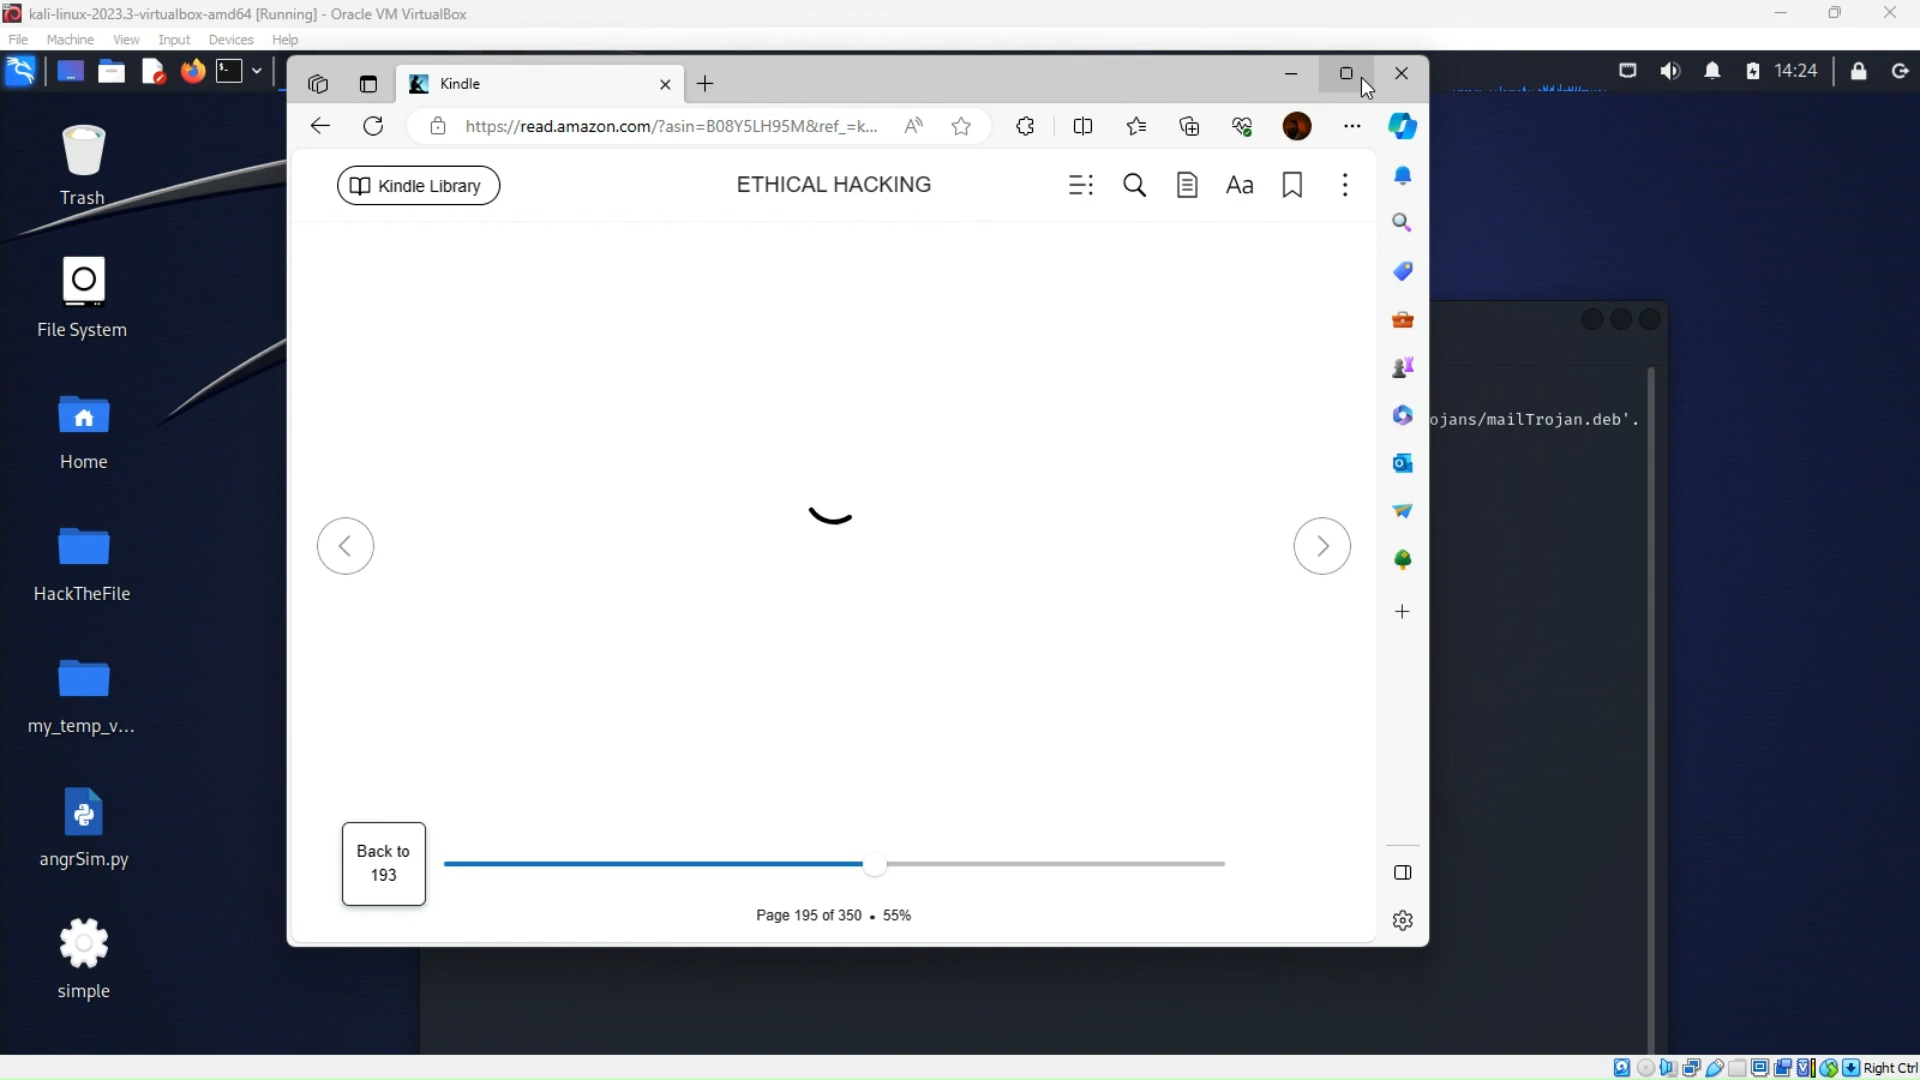 kali-linux-2023.3-virtualbox-amd64 [Running] - Oracle VM VirtualBox
File Machine View Input Devices Help
14:24
Kindle
https://read.amazon.com/?asin=B08Y5LH95M&ref_=k...
Kindle Library
ETHICAL HACKING
Aa
Trash
File System
ojans/mailTrojan.deb'.
Home
HackTheFile
my_temp_v...
angrSim.py
Back to
193
Page 195 of 350 • 55%
simple
Right Ctrl